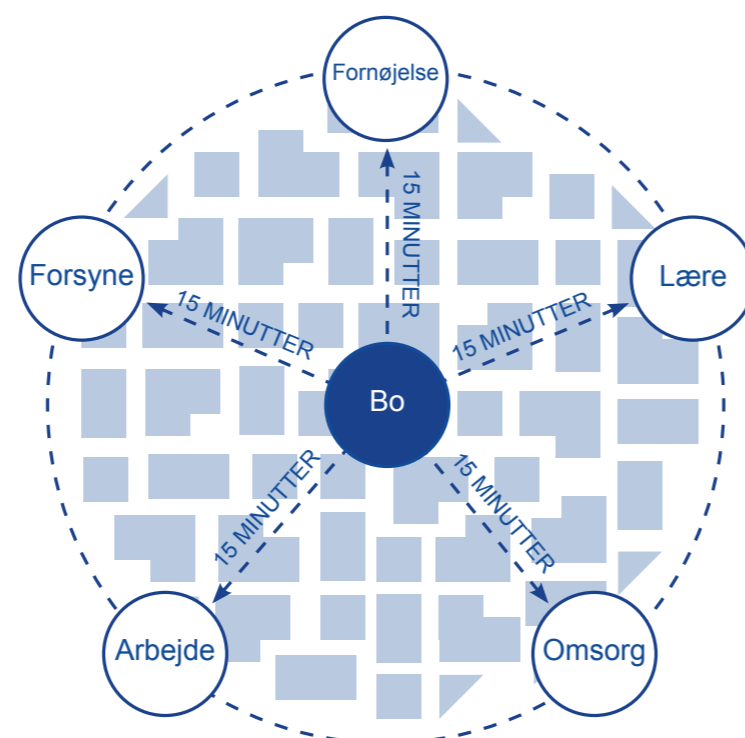 Fornøjelse
15 MINUTTER
Forsyne
15 MINUTTER
Lære
15 MINUTTER
Bo
15 MINUTTER
15 MINUTTER
Arbejde
Omsorg